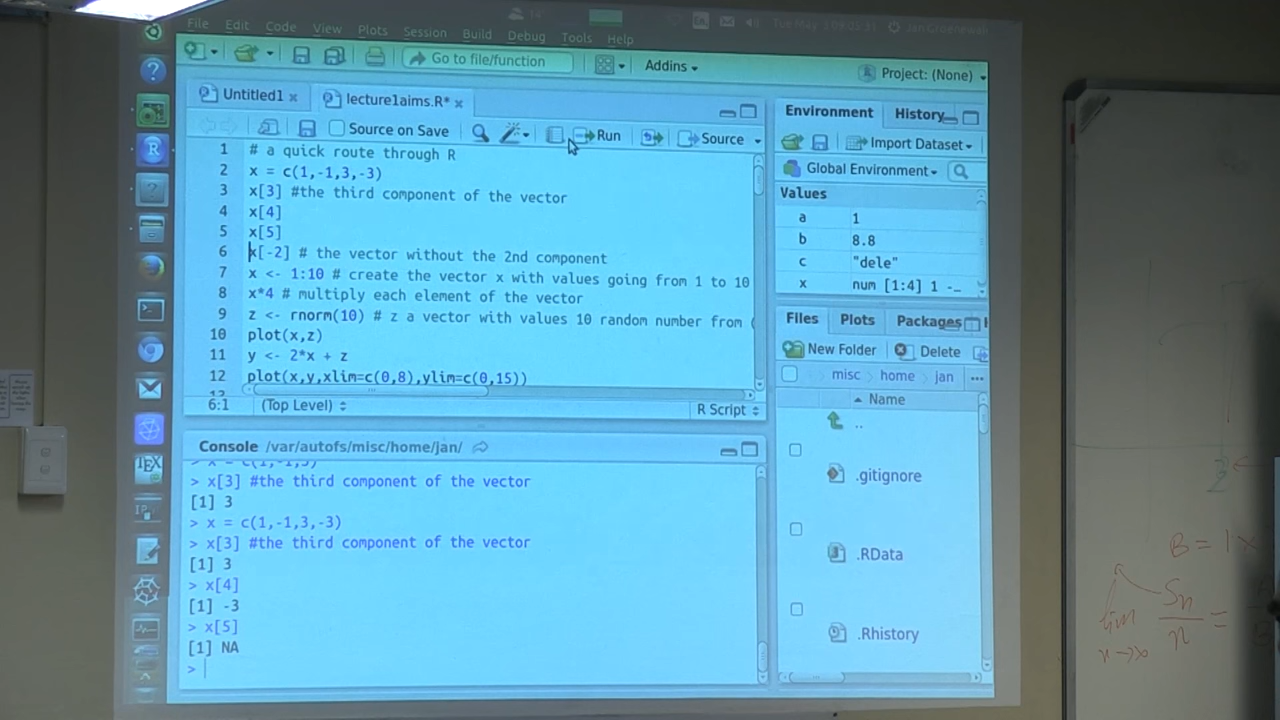 File Edit Code View Plots Session Build Debug Tools Help
Go to file/function Addins Project: (None)
Untitled1 lecture1aims.R*
Source on Save Run Source
1 # a quick route through R
2 x = c(1,-1,3,-3)
3 x[3] #the third component of the vector
4 x[4]
5 x[5]
6 x[-2] # the vector without the 2nd component
7 x <- 1:10 # create the vector x with values going from 1 to 10
8 x*4 # multiply each element of the vector
9 z <- rnorm(10) # z a vector with values 10 random number from (
10 plot(x,z)
11 y <- 2*x + z
12 plot(x,y,xlim=c(0,8),ylim=c(0,15))
6:1 (Top Level) R Script
Console /var/autofs/misc/home/jan/
> x = c(1,-1,3)
> x[3] #the third component of the vector
[1] 3
> x = c(1,-1,3,-3)
> x[3] #the third component of the vector
[1] 3
> x[4]
[1] -3
> x[5]
[1] NA
>
Environment History
Import Dataset
Global Environment
Values
a 1
b 8.8
c "dele"
x num [1:4] 1 -…
Files Plots Packages
New Folder Delete
misc home jan ...
Name
..
.gitignore
.RData
.Rhistory
TEX
IP
B = 1 x
lim Sn/n =
n→∞